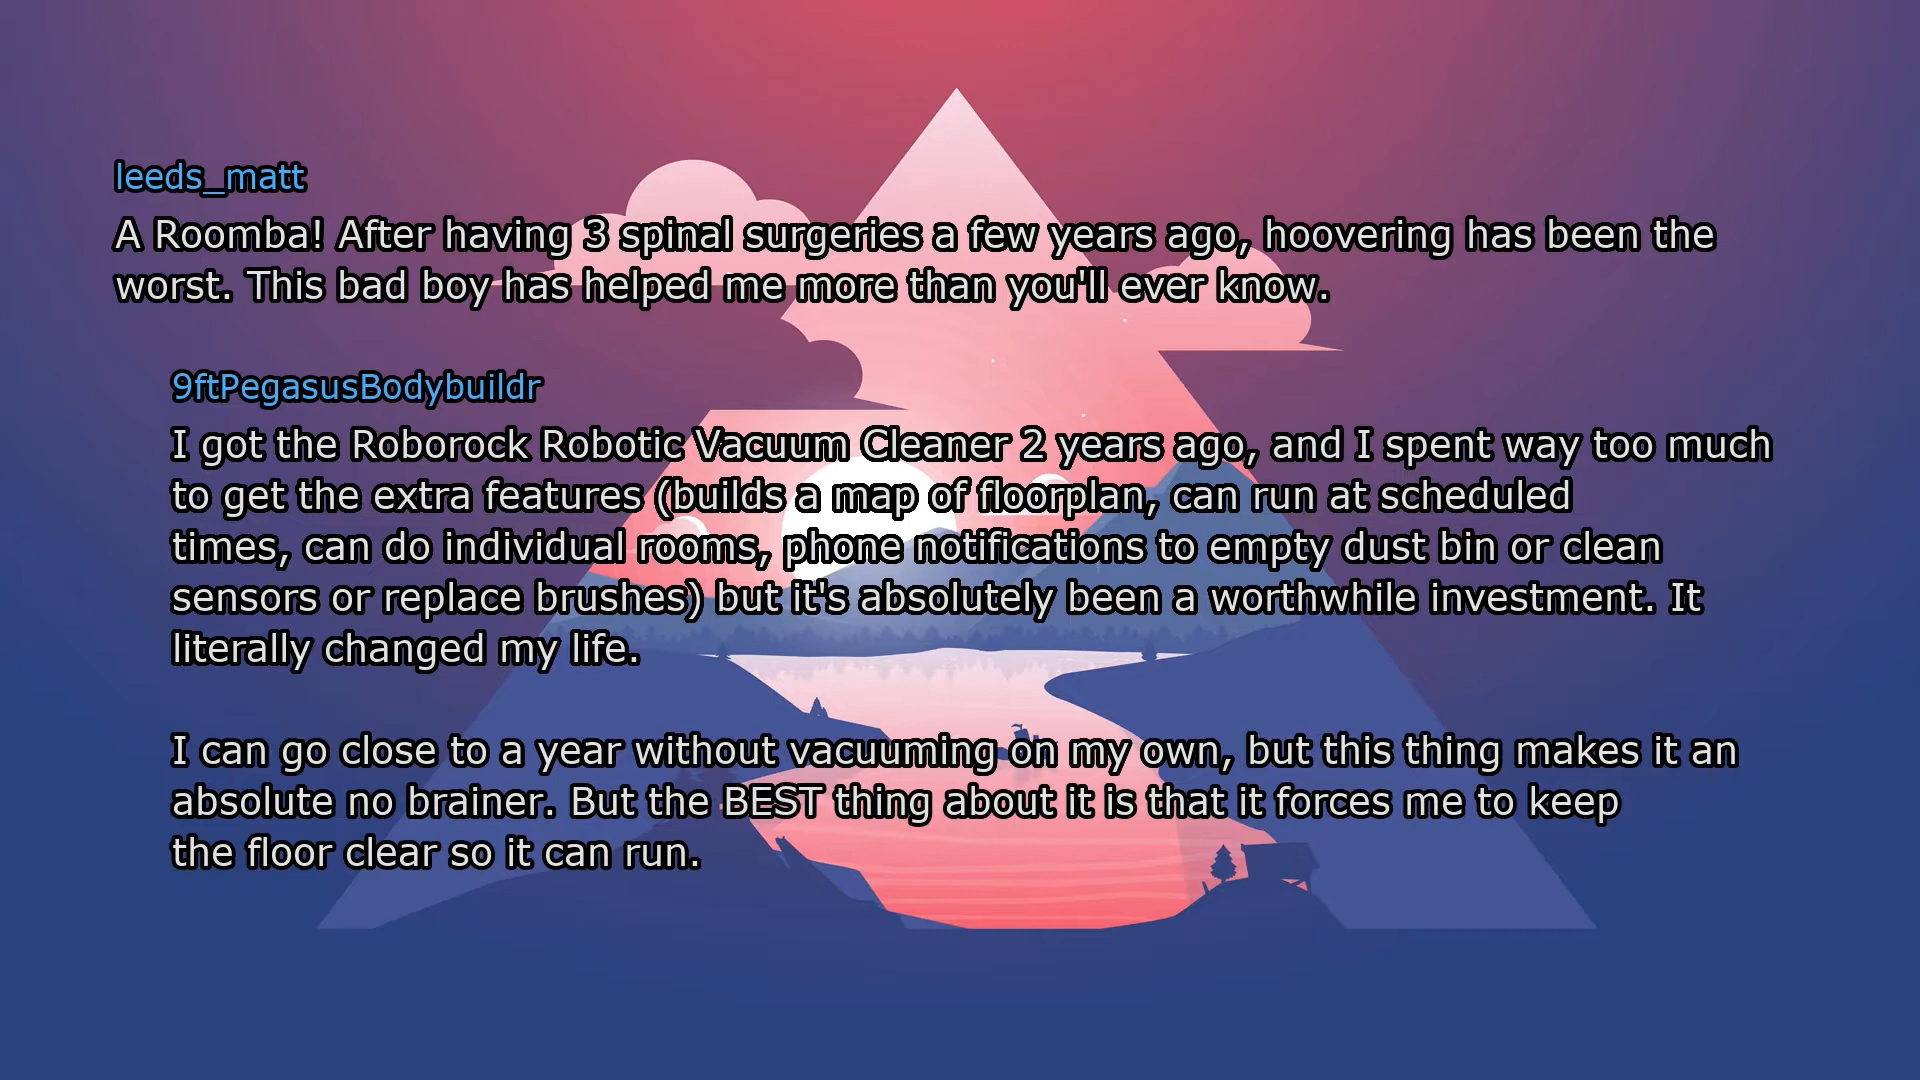 leeds_matt
A Roomba! After having 3 spinal surgeries a few years ago, hoovering has been the
worst. This bad boy has helped me more than you'll ever know.
9ftPegasusBodybuildr
I got the Roborock Robotic Vacuum Cleaner 2 years ago, and I spent way too much
to get the extra features (builds a map of floorplan, can run at scheduled
times, can do individual rooms, phone notifications to empty dust bin or clean
sensors or replace brushes) but it's absolutely been a worthwhile investment. It
literally changed my life.
I can go close to a year without vacuuming on my own, but this thing makes it an
absolute no brainer. But the BEST thing about it is that it forces me to keep
the floor clear so it can run.